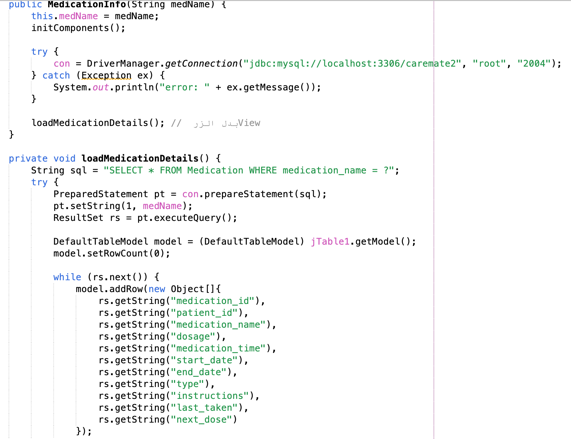 public MedicationInfo(String medName) {
this.medName = medName;
initComponents();
try {
con = DriverManager.getConnection("jdbc:mysql://localhost:3306/caremate2", "root", "2004");
} catch (Exception ex) {
System.out.println("error: " + ex.getMessage());
}
loadMedicationDetails(); // بدل الزر View
}
private void loadMedicationDetails() {
String sql = "SELECT * FROM Medication WHERE medication_name = ?";
try {
PreparedStatement pt = con.prepareStatement(sql);
pt.setString(1, medName);
ResultSet rs = pt.executeQuery();
DefaultTableModel model = (DefaultTableModel) jTable1.getModel();
model.setRowCount(0);
while (rs.next()) {
model.addRow(new Object[]{
rs.getString("medication_id"),
rs.getString("patient_id"),
rs.getString("medication_name"),
rs.getString("dosage"),
rs.getString("medication_time"),
rs.getString("start_date"),
rs.getString("end_date"),
rs.getString("type"),
rs.getString("instructions"),
rs.getString("last_taken"),
rs.getString("next_dose")
});